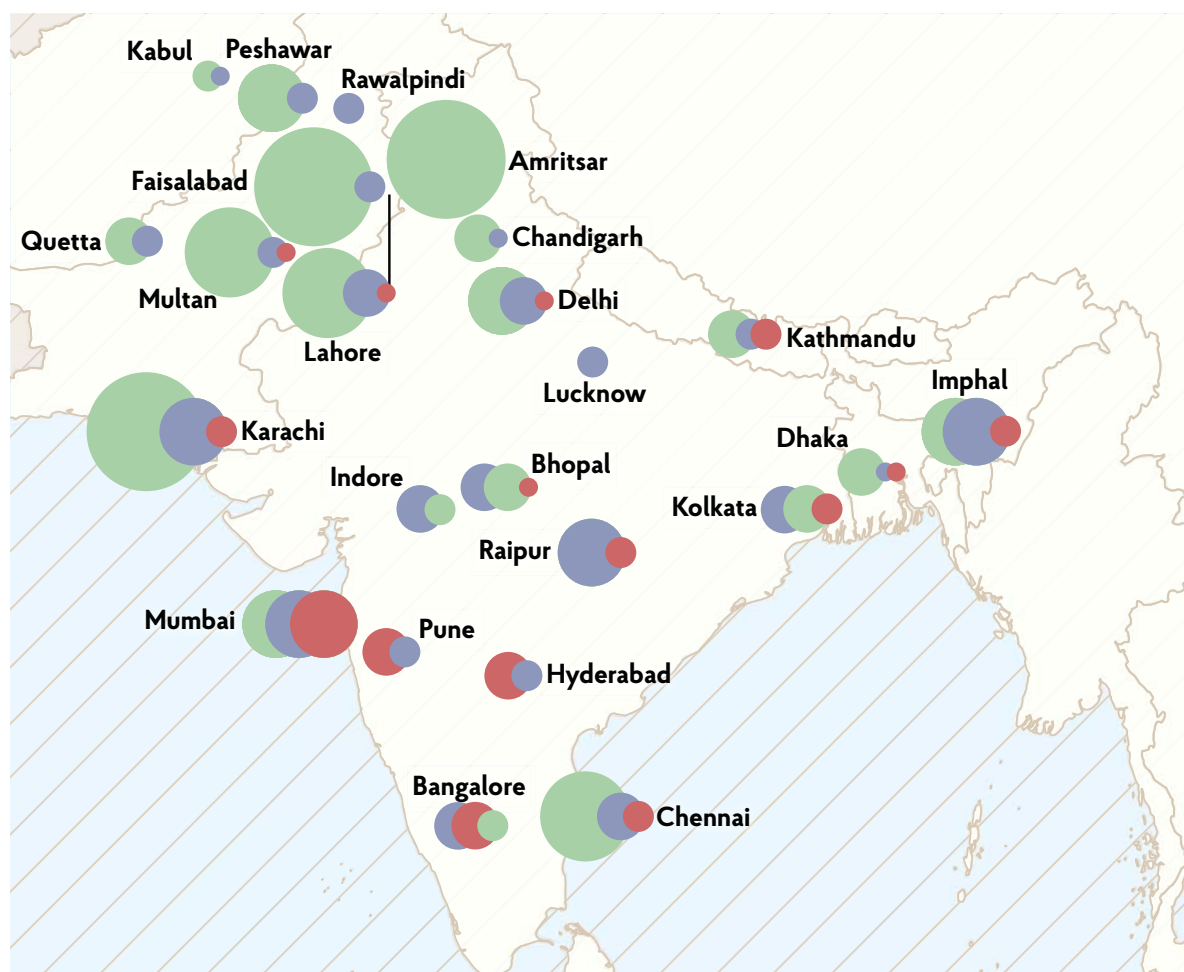 Kabul
Peshawar
Rawalpindi
Amritsar
Faisalabad
Quetta
Chandigarh
Multan
Delhi
Lahore
Kathmandu
Lucknow
Imphal
Karachi
Dhaka
Bhopal
Indore
Kolkata
Raipur
Mumbai
Pune
Hyderabad
Bangalore
Chennai